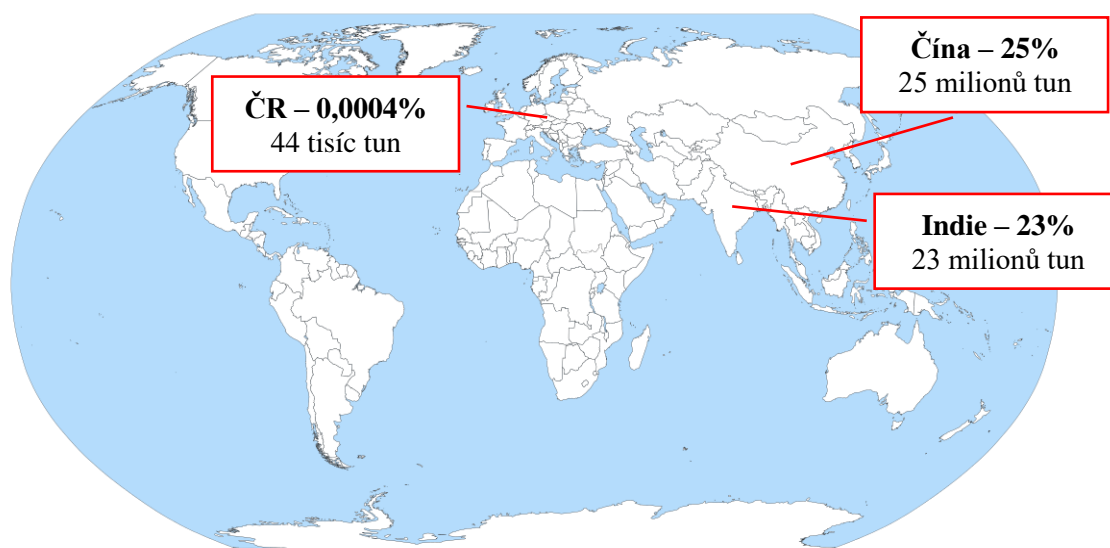 Čína – 25%
25 milionů tun
ČR – 0,0004%
44 tisíc tun
Indie – 23%
23 milionů tun